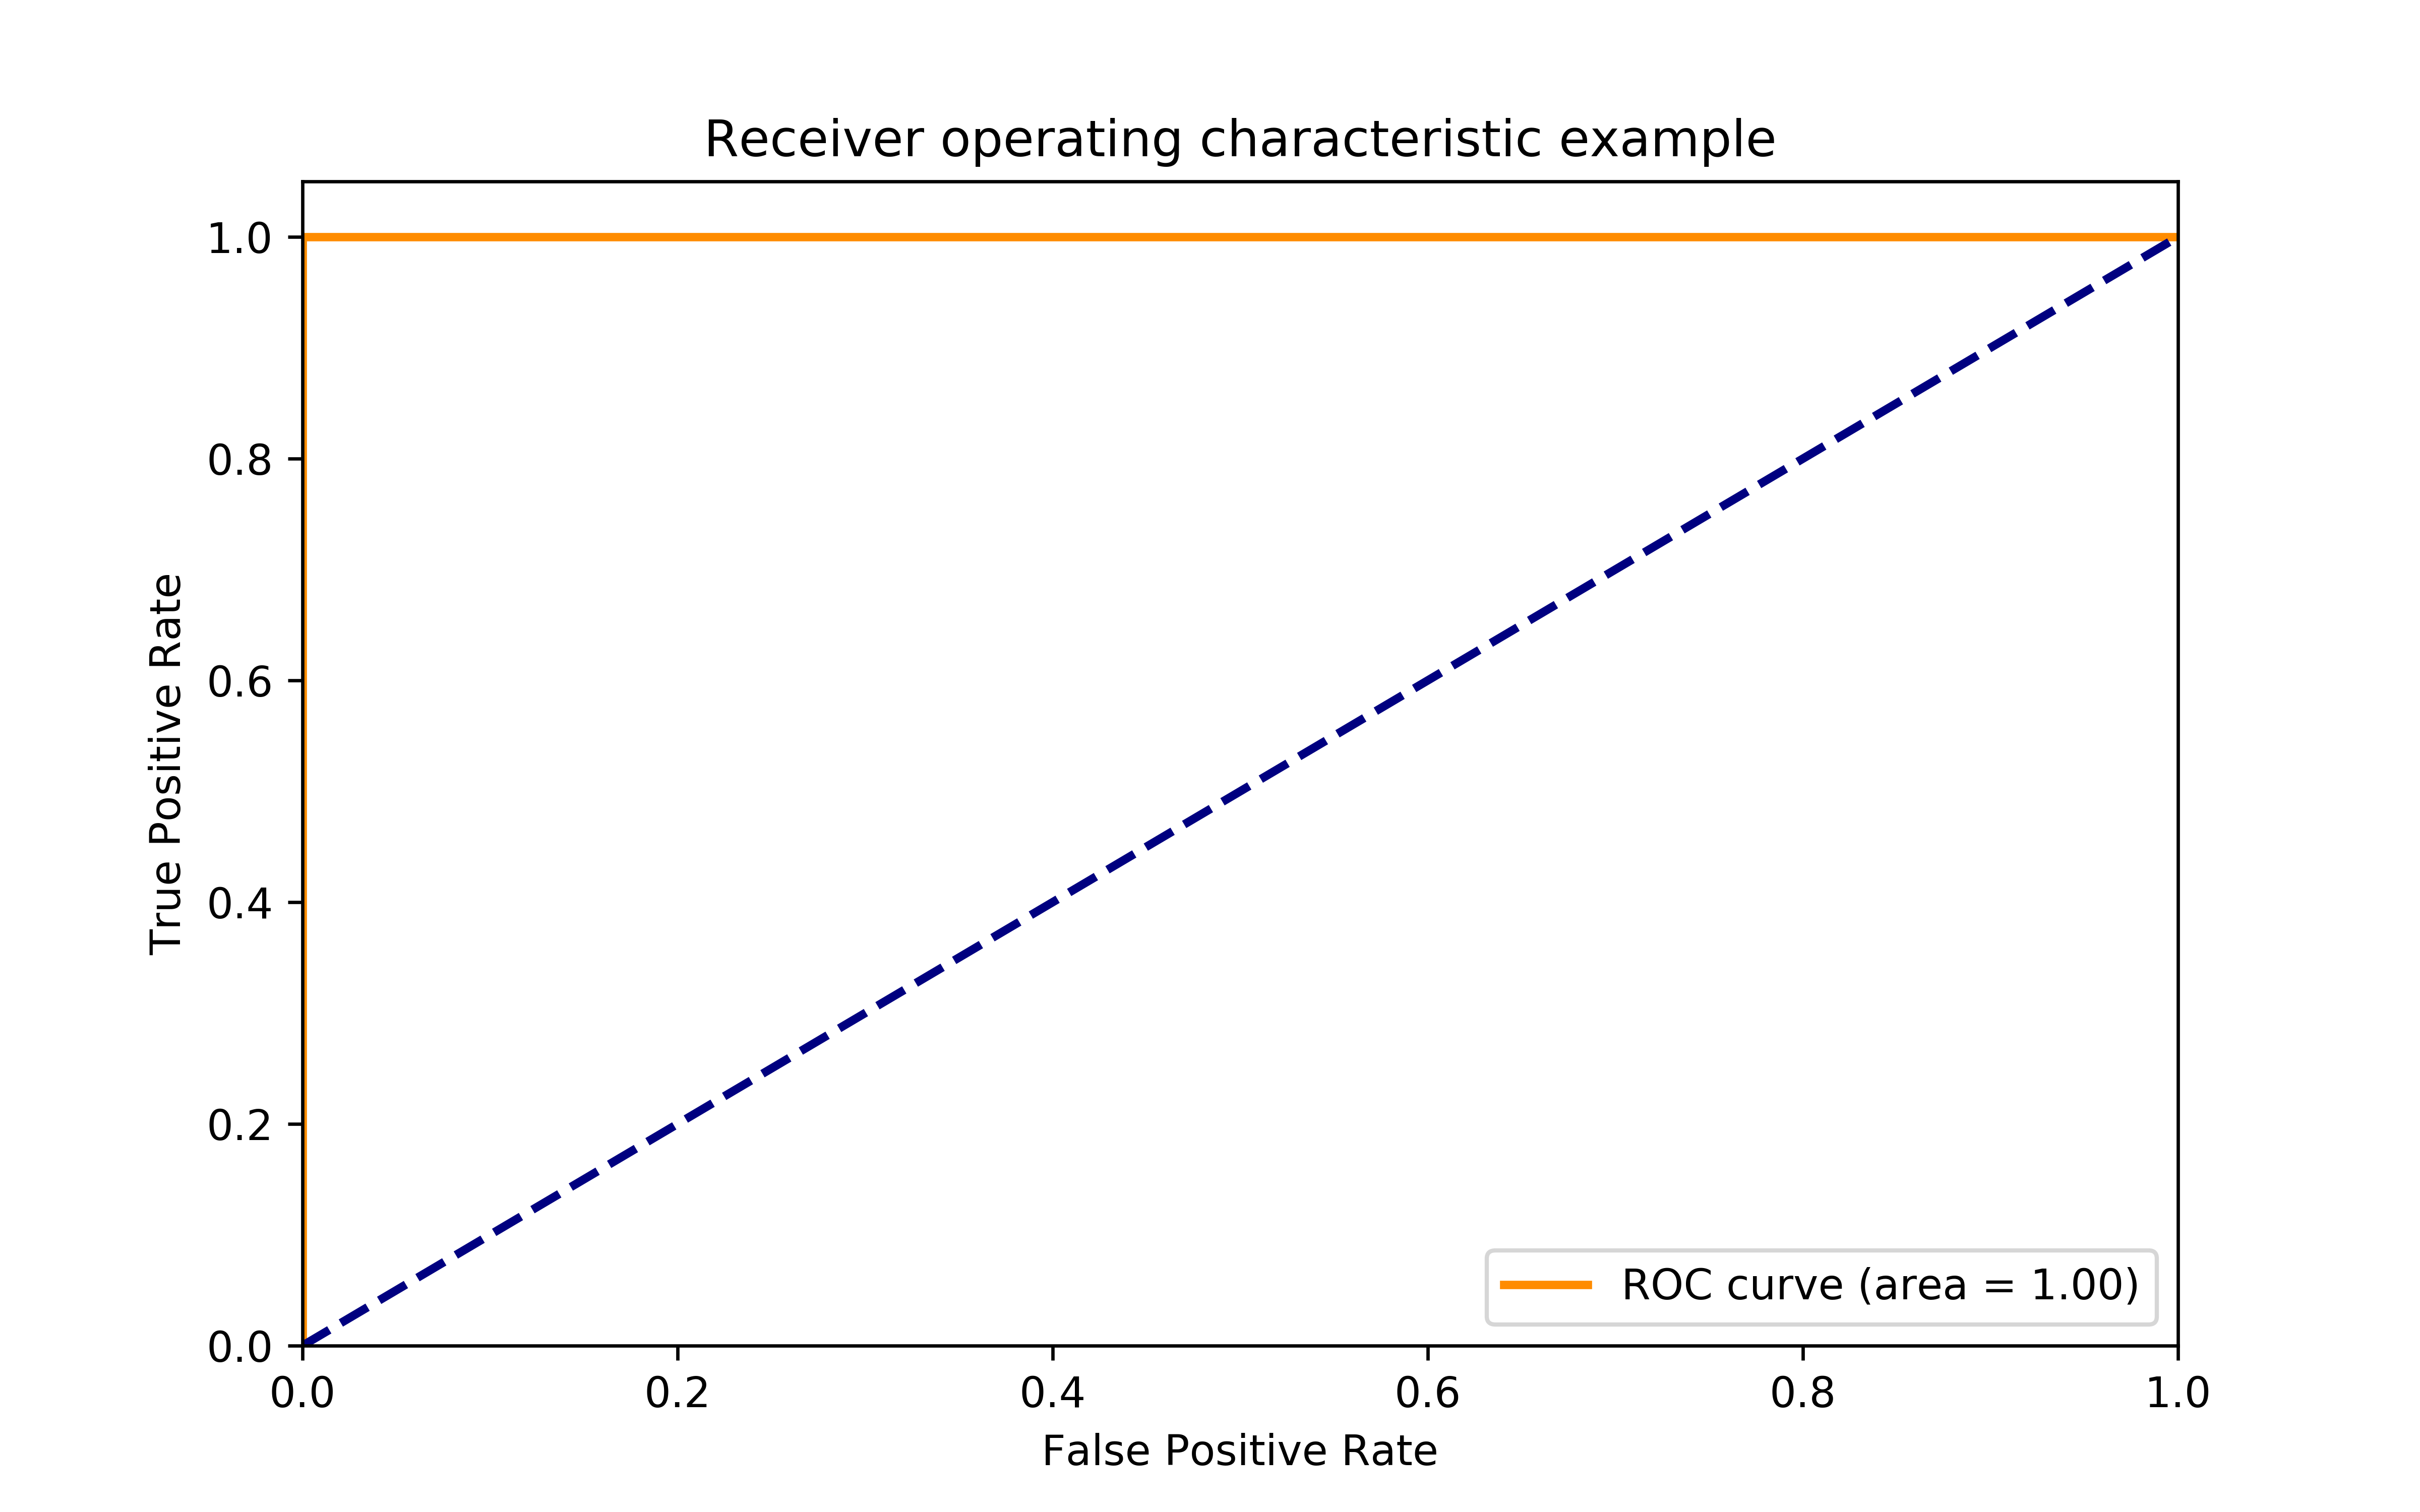 Receiver operating characteristic example
1.0
0.8
0.6
0.4
0.2
0.0
True Positive Rate
ROC curve (area = 1.00)
0.0 0.2 0.4 0.6 0.8 1.0
False Positive Rate